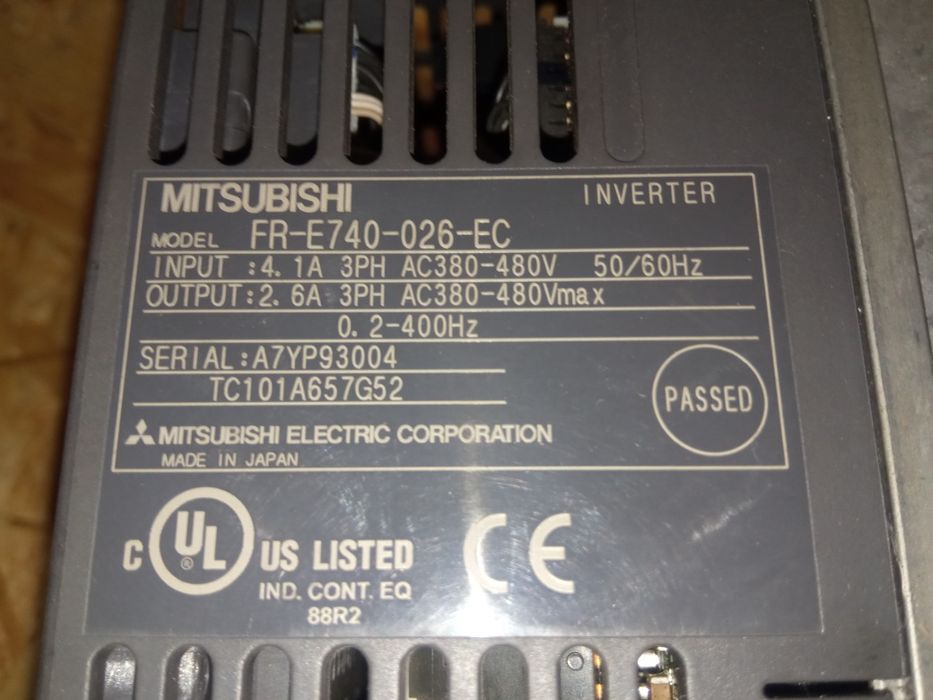 MITSUBISHI INVERTER
MODEL FR-E740-026-EC
INPUT :4.1A 3PH AC380-480V 50/60Hz
OUTPUT:2.6A 3PH AC380-480Vmax
0.2-400Hz
SERIAL:A7YP93004
TC101A657G52
PASSED
MITSUBISHI ELECTRIC CORPORATION
MADE IN JAPAN
C UL ® US LISTED
IND. CONT. EQ
88R2
CE